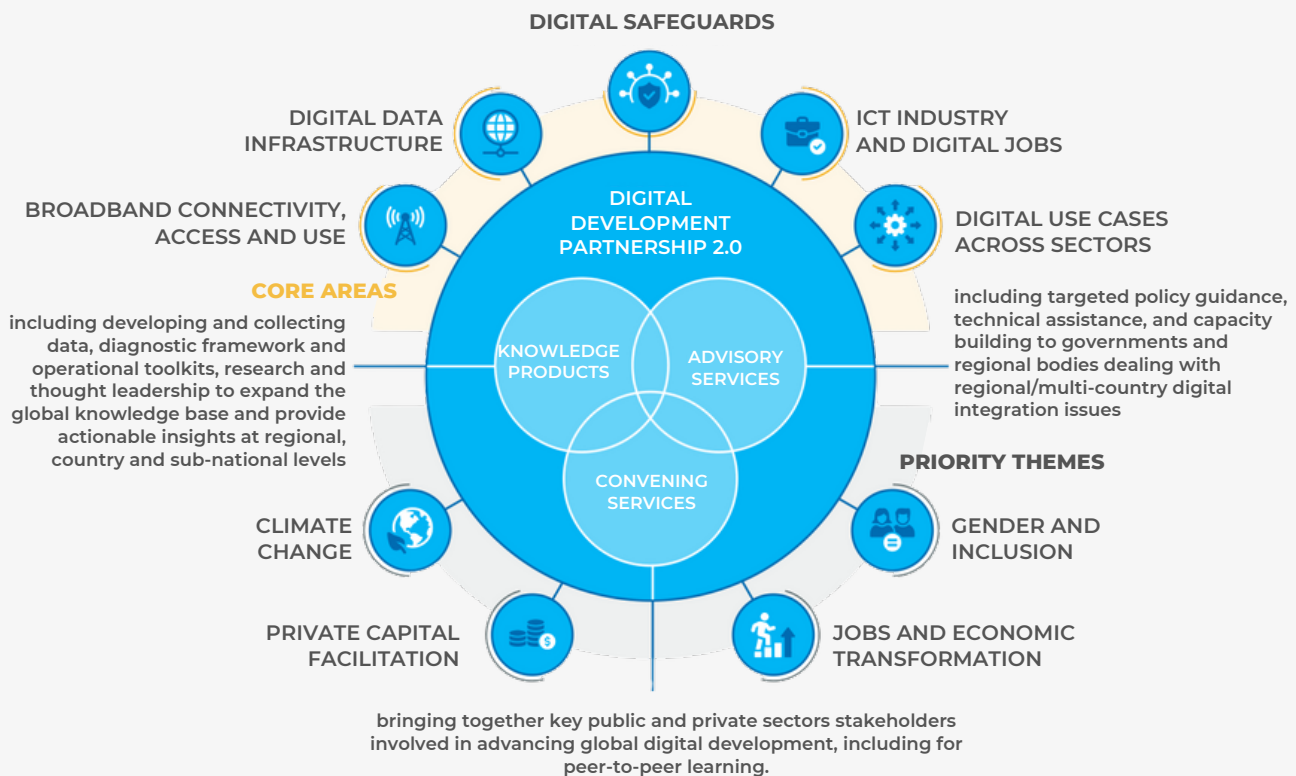 DIGITAL SAFEGUARDS
DIGITAL DATA
INFRASTRUCTURE
ICT INDUSTRY
AND DIGITAL JOBS
BROADBAND CONNECTIVITY,
ACCESS AND USE
DIGITAL
DEVELOPMENT
PARTNERSHIP 2.0
DIGITAL USE CASES
ACROSS SECTORS
CORE AREAS
including developing and collecting
data, diagnostic framework and
operational toolkits, research and
thought leadership to expand the
global knowledge base and provide
actionable insights at regional,
country and sub-national levels
KNOWLEDGE
PRODUCTS
ADVISORY
SERVICES
CONVENING
SERVICES
including targeted policy guidance,
technical assistance, and capacity
building to governments and
regional bodies dealing with
regional/multi-country digital
integration issues
PRIORITY THEMES
CLIMATE
CHANGE
GENDER AND
INCLUSION
PRIVATE CAPITAL
FACILITATION
$
JOBS AND ECONOMIC
TRANSFORMATION
bringing together key public and private sectors stakeholders
involved in advancing global digital development, including for
peer-to-peer learning.